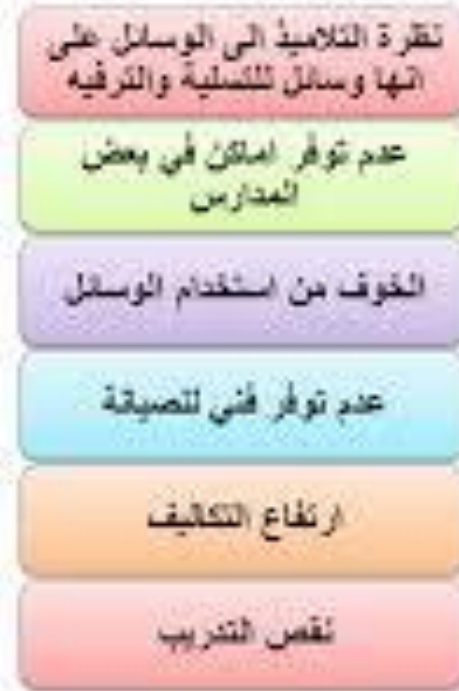 نظرة التلاميذ الى الوسائل على
انها وسائل للتسلية والترفيه
عدم توفر اماكن في بعض
المدارس
الخوف من استخدام الوسائل
عدم توفر فني للصيانة
ارتفاع التكاليف
نقص التدريب